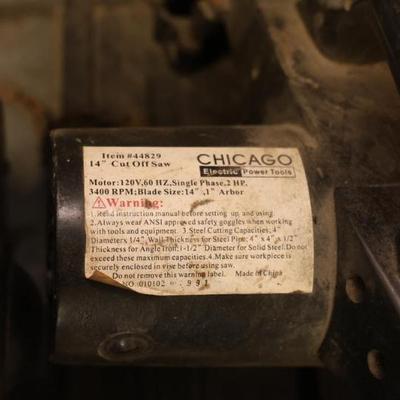 Item #44829
14" Cut Off Saw
CHICAGO
Electric Power Tools
Motor:120V,60 HZ,Single Phase,2 HP,
3400 RPM;Blade Size:14" ,1" Arbor
⚠Warning:
1.Read instruction manual before setting up, and using.
2.Always wear ANSI approved safety goggles when working
with tools and equipment. 3.Steel Cutting Capacities; 4"
Diameter×1/4" Wall Thickness for Steel Pipe; 4" x 4" x 1/2"
Thickness for Angle Iron;1-1/2" Diameter for Solid Steel.Do not
exceed these maximum capacities.4.Make sure workpiece is
securely enclosed in vise before using saw.
Do not remove this warning label. Made in China
NO. 010102 991